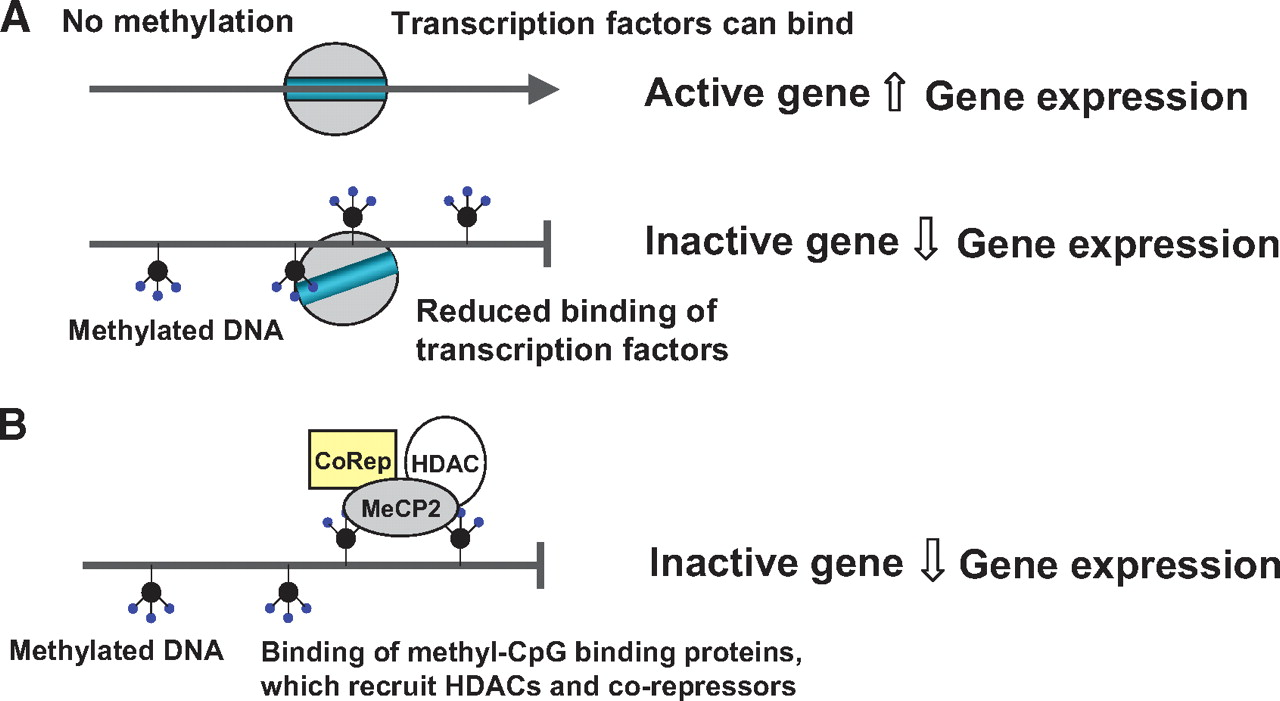 A No methylation Transcription factors can bind
Active gene ⇧ Gene expression
Inactive gene ⇩ Gene expression
Methylated DNA
Reduced binding of
transcription factors
B
CoRep HDAC
MeCP2
Inactive gene ⇩ Gene expression
Methylated DNA
Binding of methyl-CpG binding proteins,
which recruit HDACs and co-repressors